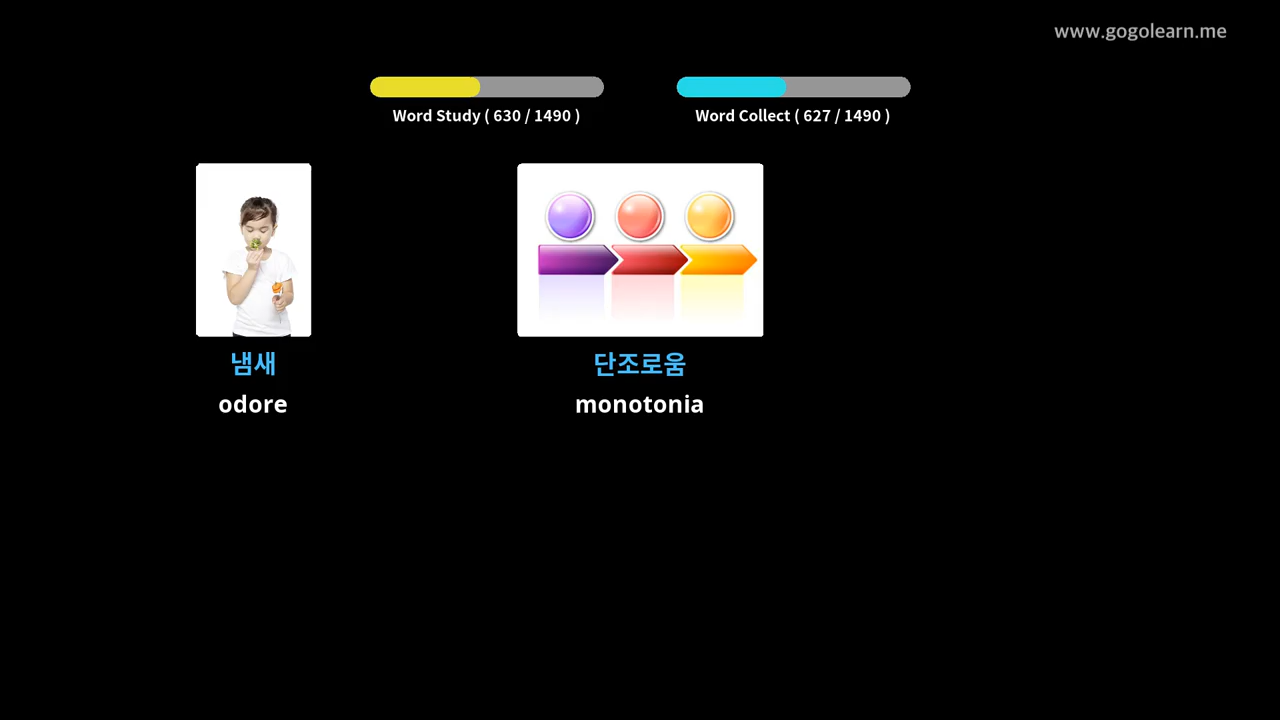 www.gogolearn.me
Word Study ( 630 / 1490 )
Word Collect ( 627 / 1490 )
냄새
odore
단조로움
monotonia